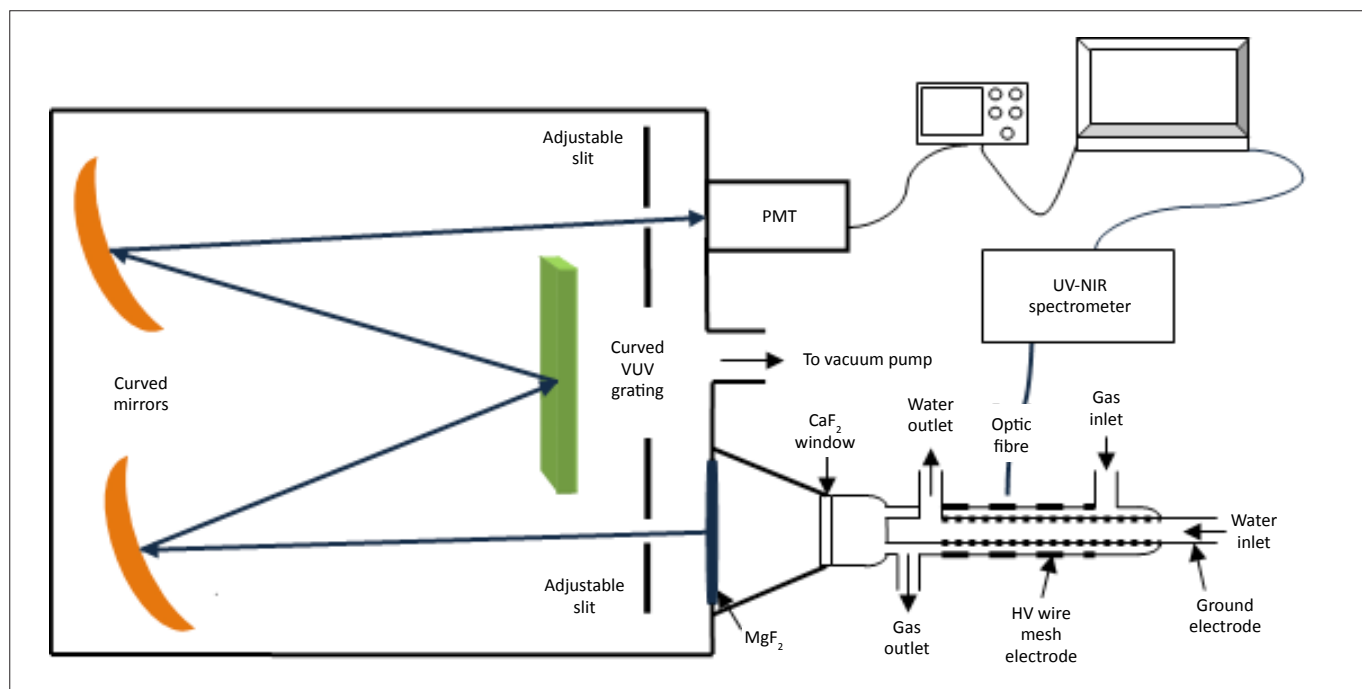 Adjustable
slit
PMT
UV-NIR
spectrometer
Curved
mirrors
Curved
VUV
grating
To vacuum pump
CaF₂
window
Water
outlet
Optic
fibre
Gas
inlet
Water
inlet
Adjustable
slit
MgF₂
Gas
outlet
HV wire
mesh
electrode
Ground
electrode